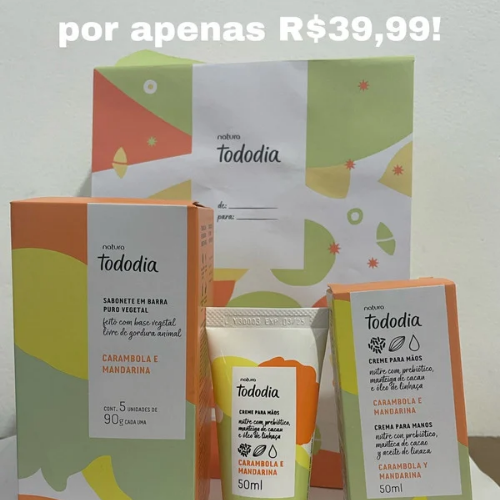 por apenas R$39,99!
natura
tododia
de:
para:
natura
tododia
SABONETE EM BARRA
PURO VEGETAL
feito com base vegetal
livre de gordura animal
CARAMBOLA E
MANDARINA
CONT. 5 UNIDADES DE
90g CADA UMA
natura
tododia
CREME PARA MÃOS
nutre com prebiótico,
manteiga de cacau
e óleo de linhaça
CARAMBOLA E
MANDARINA
50ml
natura
tododia
CREME PARA MÃOS
nutre com prebiótico,
manteiga de cacau
e óleo de linhaça
CARAMBOLA E
MANDARINA
CREMA PARA MANOS
nutre con prebiótico,
manteca de cacao
y aceite de linaza
CARAMBOLA Y
MANDARINA
50ml